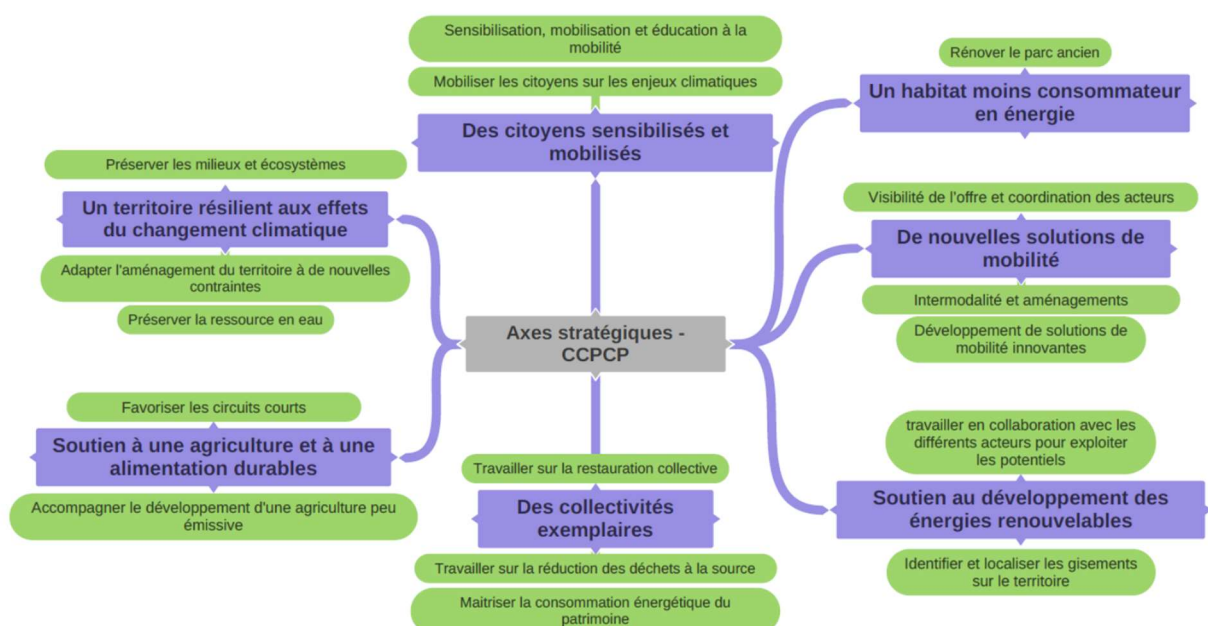 Sensibilisation, mobilisation et éducation à la
mobilité
Mobiliser les citoyens sur les enjeux climatiques
Des citoyens sensibilisés et
mobilisés
Rénover le parc ancien
Un habitat moins consommateur
en énergie
Préserver les milieux et écosystèmes
Un territoire résilient aux effets
du changement climatique
Adapter l'aménagement du territoire à de nouvelles
contraintes
Préserver la ressource en eau
Visibilité de l'offre et coordination des acteurs
De nouvelles solutions de
mobilité
Intermodalité et aménagements
Développement de solutions de
mobilité innovantes
Axes stratégiques -
CCPCP
Favoriser les circuits courts
Soutien à une agriculture et à une
alimentation durables
Accompagner le développement d'une agriculture peu
émissive
Travailler sur la restauration collective
Des collectivités
exemplaires
Travailler sur la réduction des déchets à la source
Maitriser la consommation énergétique du
patrimoine
travailler en collaboration avec les
différents acteurs pour exploiter
les potentiels
Soutien au développement des
énergies renouvelables
Identifier et localiser les gisements
sur le territoire